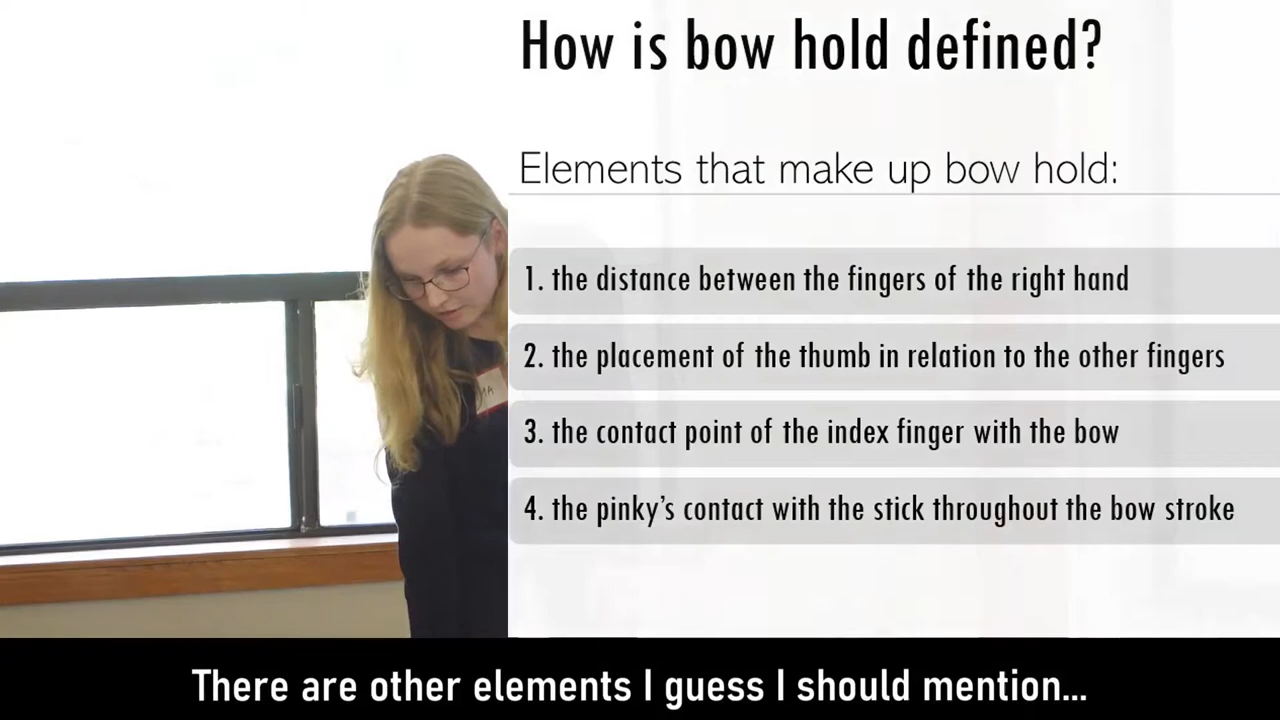 How is bow hold defined?
Elements that make up bow hold:
1. the distance between the fingers of the right hand
2. the placement of the thumb in relation to the other fingers
3. the contact point of the index finger with the bow
4. the pinky's contact with the stick throughout the bow stroke
There are other elements I guess I should mention...